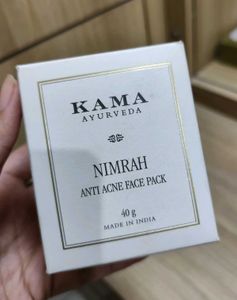 KAMA
AYURVEDA
NIMRAH
ANTI ACNE FACE PACK
40 g
MADE IN INDIA